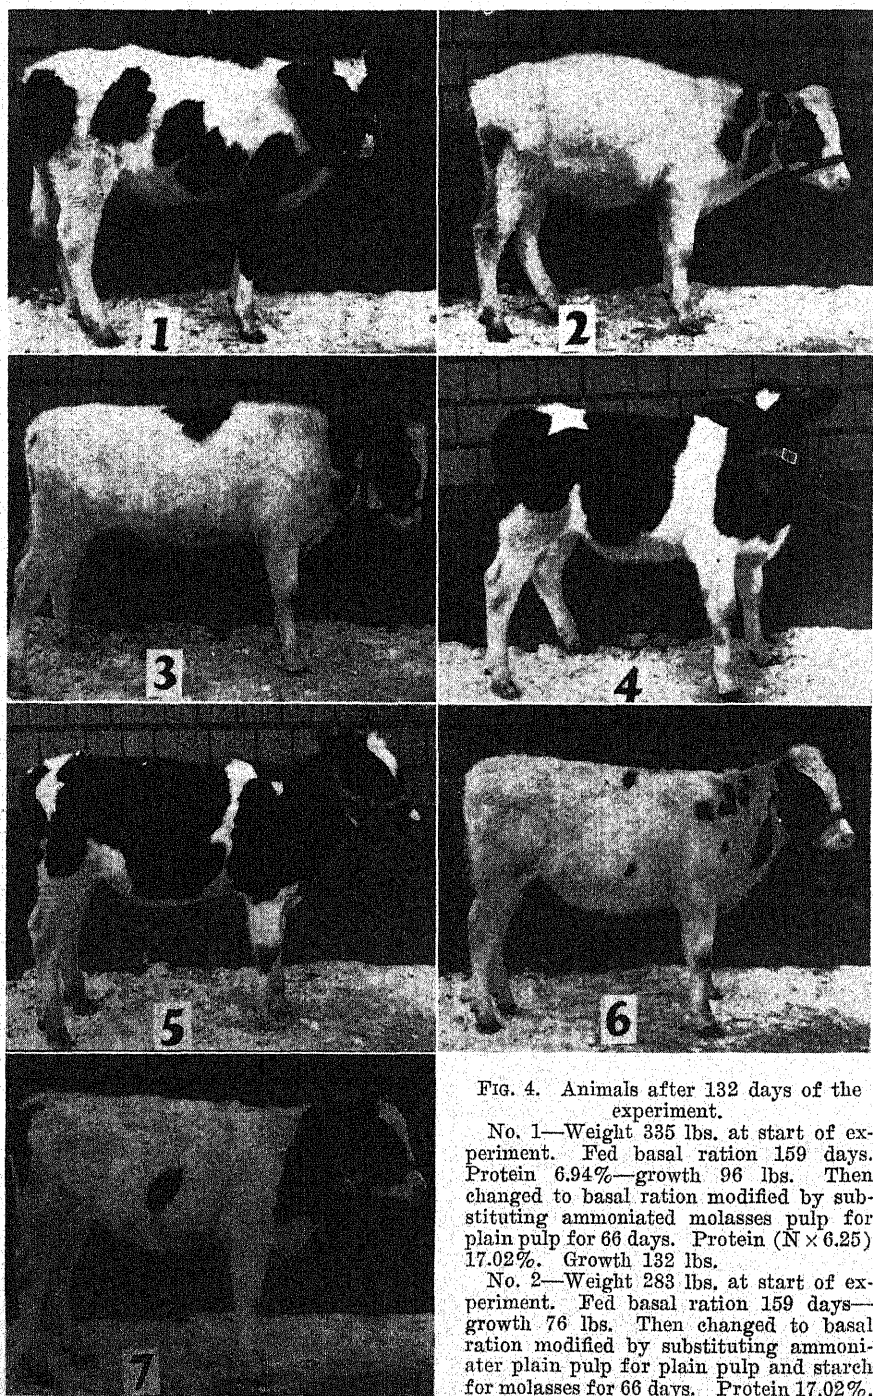 1
2
3
4
5
6
7
FIG. 4. Animals after 132 days of the
experiment.
No. 1—Weight 335 lbs. at start of ex-
periment. Fed basal ration 159 days.
Protein 6.94%—growth 96 lbs. Then
changed to basal ration modified by sub-
stituting ammoniated molasses pulp for
plain pulp for 66 days. Protein (N × 6.25)
17.02%. Growth 132 lbs.
No. 2—Weight 283 lbs. at start of ex-
periment. Fed basal ration 159 days—
growth 76 lbs. Then changed to basal
ration modified by substituting ammoni-
ater plain pulp for plain pulp and starch
for molasses for 66 days. Protein 17.02%.